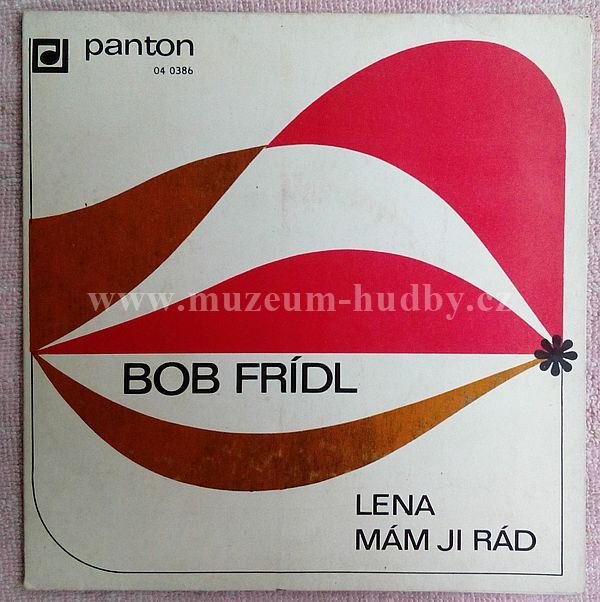 panton
04 0386
www.muzeum-hudby.cz
BOB FRÍDL
LENA
MÁM JI RÁD